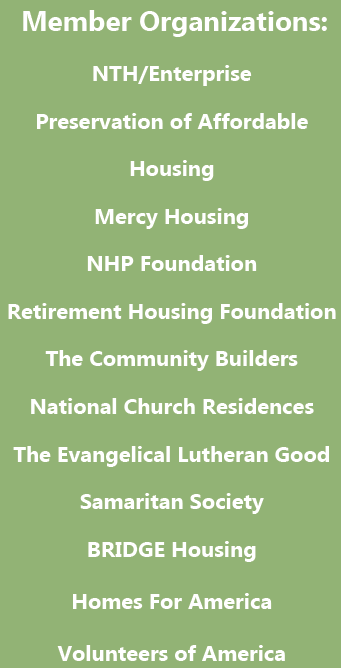 Member Organizations:
NTH/Enterprise
Preservation of Affordable
Housing
Mercy Housing
NHP Foundation
Retirement Housing Foundation
The Community Builders
National Church Residences
The Evangelical Lutheran Good
Samaritan Society
BRIDGE Housing
Homes For America
Volunteers of America